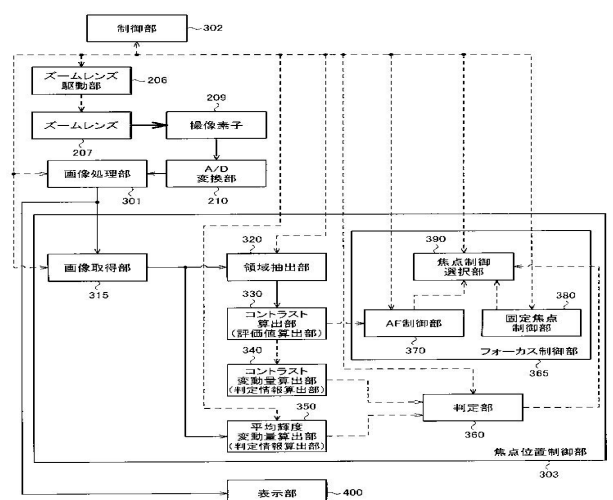 制御部
302
ズームレンズ
駆動部
206
ズームレンズ
207
209
撮像素子
画像処理部
301
A/D
変換部
210
320
領域抽出部
画像取得部
315
330
コントラスト
算出部
(評価値算出部)
340
コントラスト
変動量算出部
(判定情報算出部)
350
平均輝度
変動量算出部
(判定情報算出部)
390
焦点制御
選択部
380
固定焦点
制御部
AF制御部
370
フォーカス制御部
365
判定部
360
焦点位置制御部
303
表示部
400